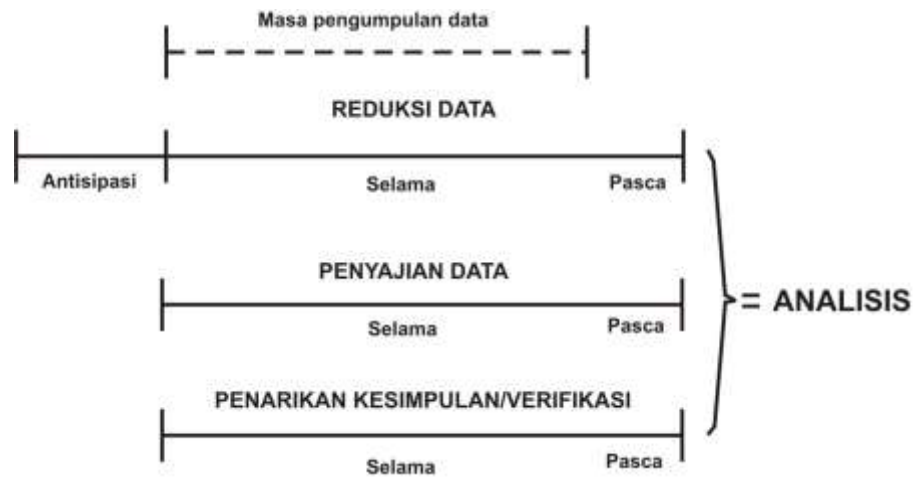 Masa pengumpulan data
REDUKSI DATA
Antisipasi Selama Pasca
PENYAJIAN DATA
Selama Pasca
= ANALISIS
PENARIKAN KESIMPULAN/VERIFIKASI
Selama Pasca